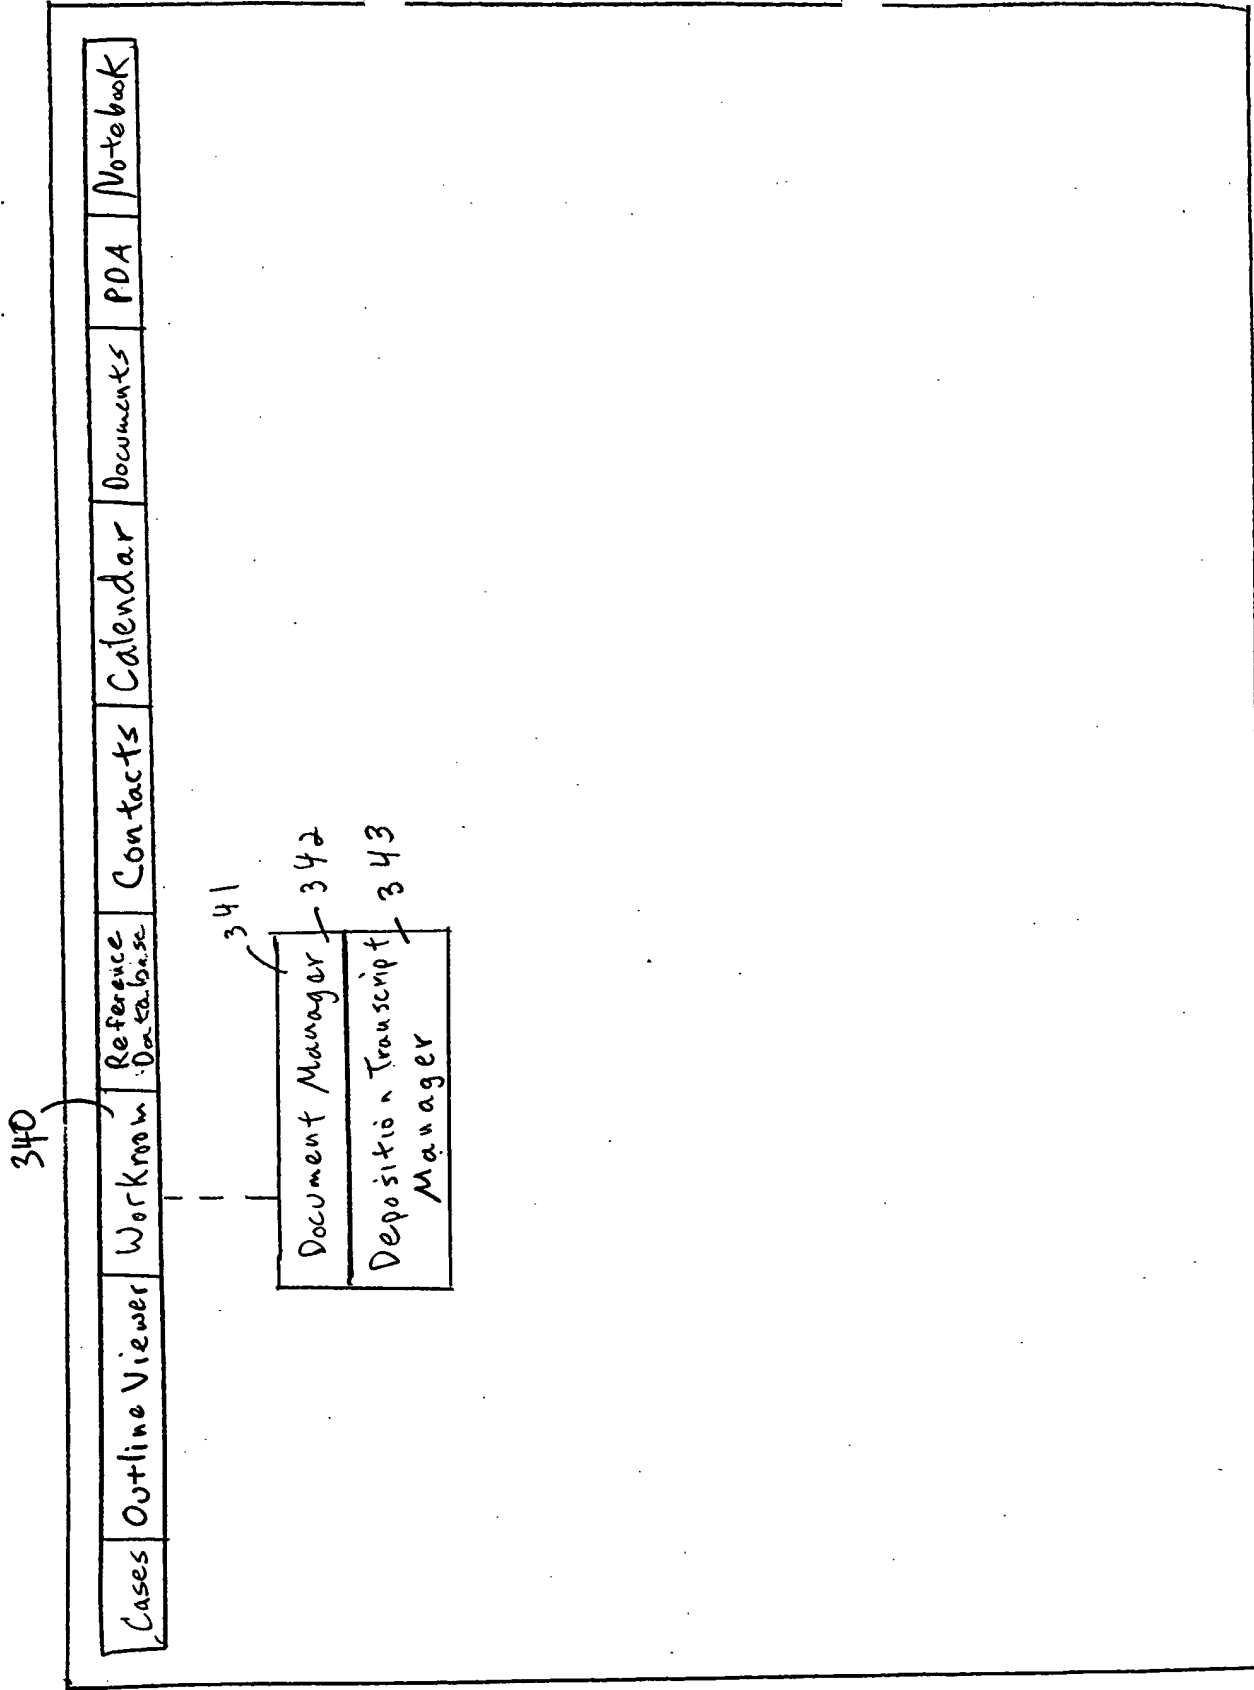 340
Cases Outline Viewer Workroom Reference Database Contacts Calendar Documents PDA Notebook
341
Document Manager 342
Deposition Transcript 343
Manager